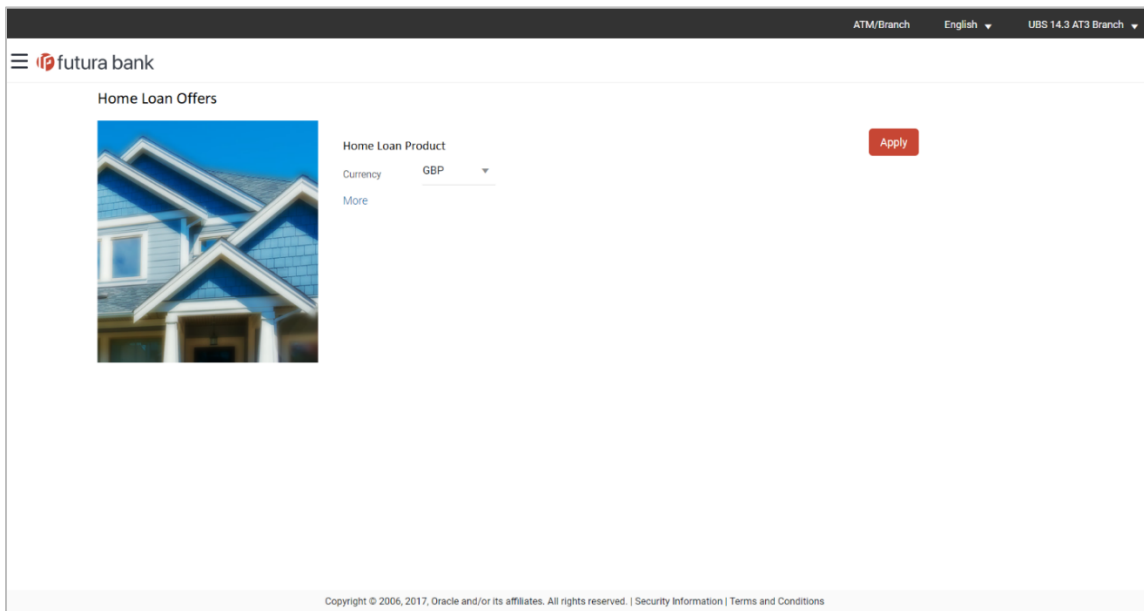 ATM/Branch English UBS 14.3 AT3 Branch
futura bank
Home Loan Offers
Home Loan Product
Apply
Currency GBP
More
Copyright © 2006, 2017, Oracle and/or its affiliates. All rights reserved. | Security Information | Terms and Conditions